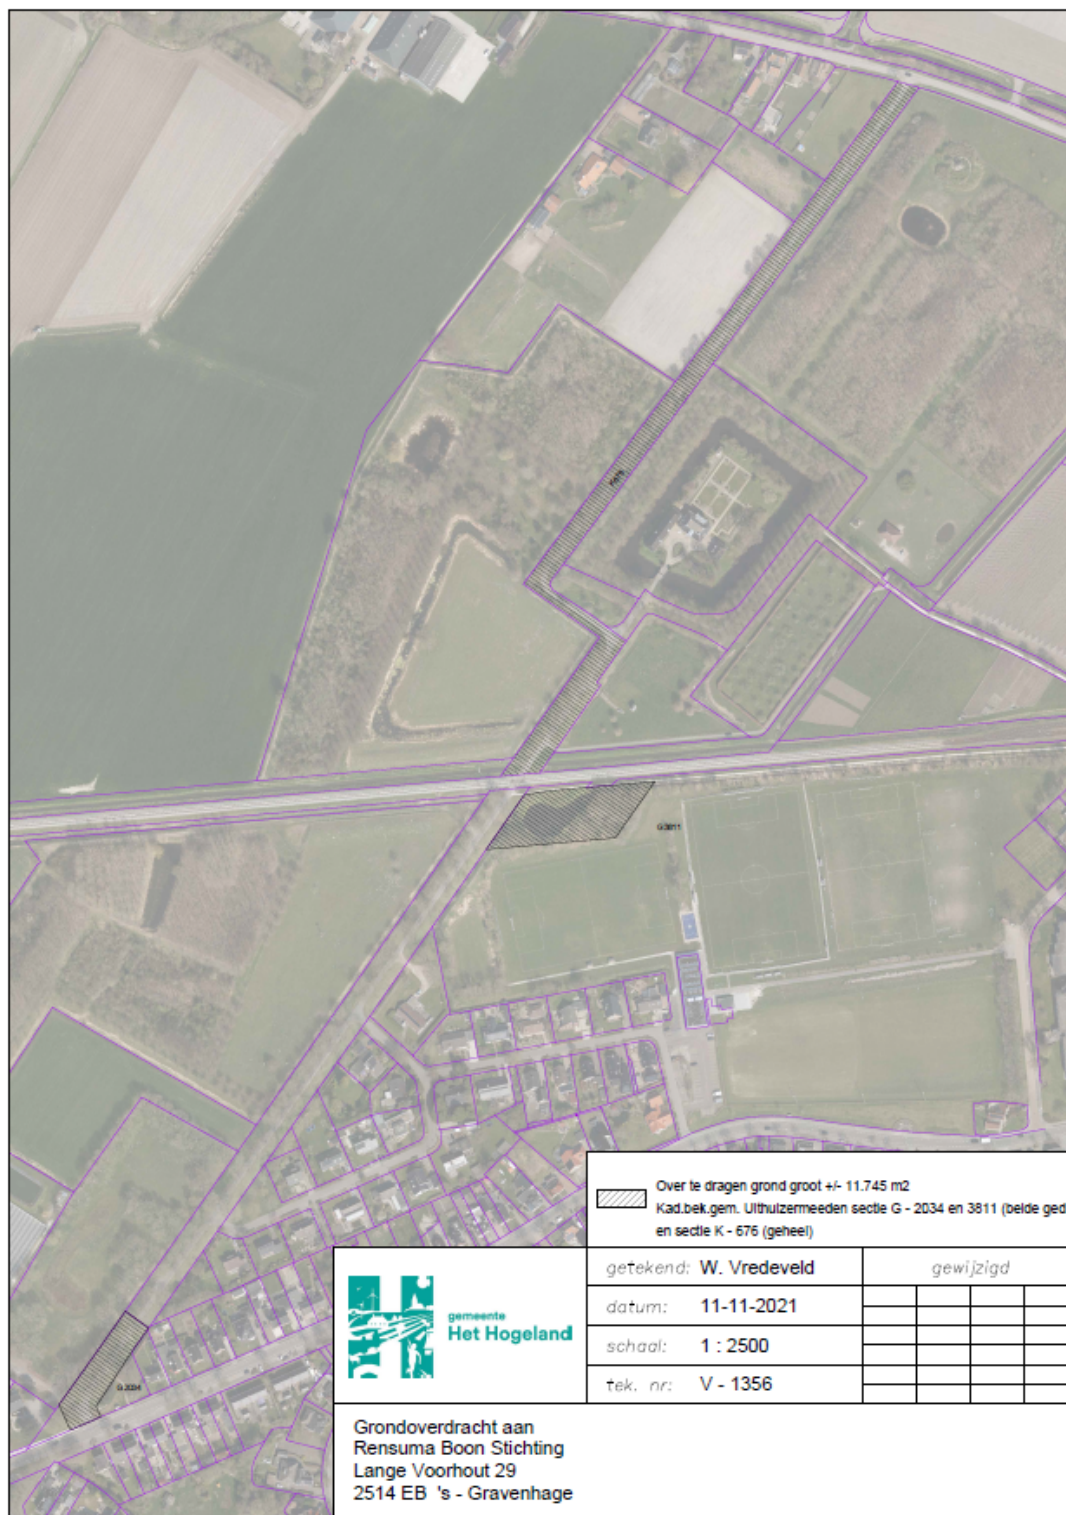 K 676
G 3811
G 2034
Over te dragen grond groot +/- 11.745 m2
Kad.bek.gem. Uithuizermeeden sectie G - 2034 en 3811 (beide ged
en sectie K - 676 (geheel)
getekend: W. Vredeveld
gewijzigd
datum: 11-11-2021
schaal: 1 : 2500
tek. nr: V - 1356
gemeente
Het Hogeland
Grondoverdracht aan
Rensuma Boon Stichting
Lange Voorhout 29
2514 EB 's - Gravenhage